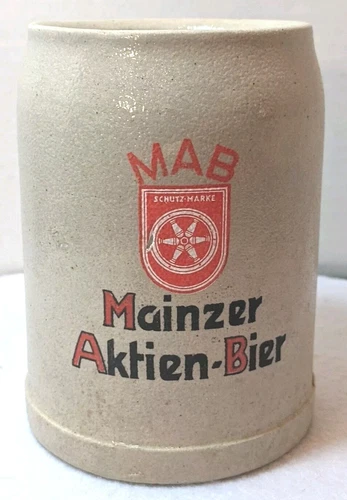 MAB
SCHUTZ-MARKE
Mainzer
Aktien-Bier